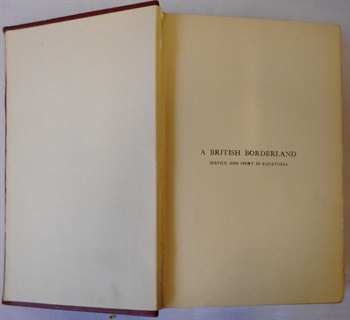 A BRITISH BORDERLAND
SERVICE AND SPORT IN EQUATORIA